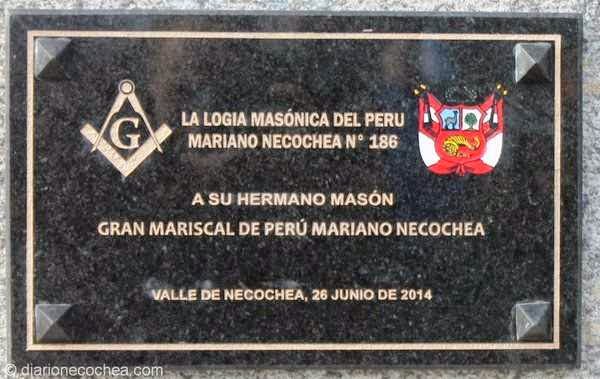 G
LA LOGIA MASÓNICA DEL PERU
MARIANO NECOCHEA N° 186
A SU HERMANO MASÓN
GRAN MARISCAL DE PERÚ MARIANO NECOCHEA
VALLE DE NECOCHEA, 26 JUNIO DE 2014
© diarionecochea.com